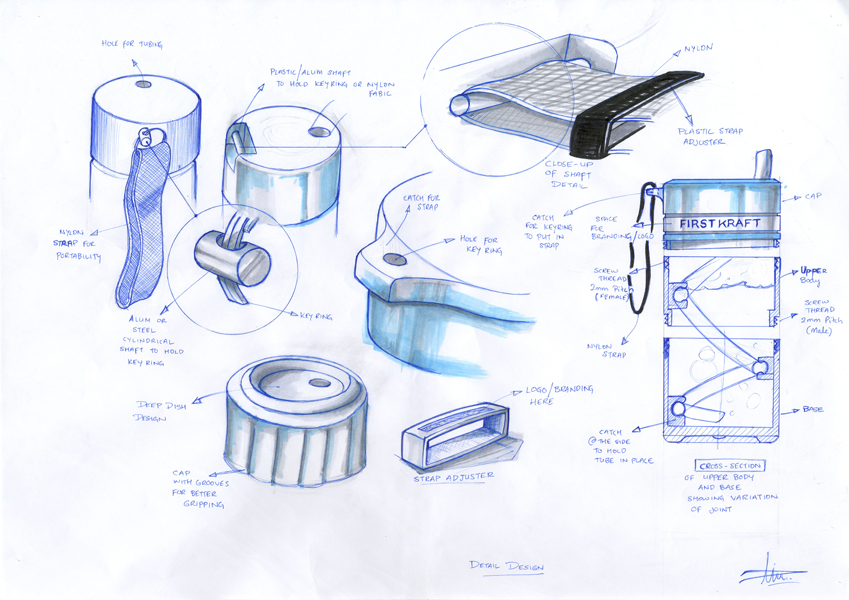 HOLE FOR TUBING
PLASTIC/ALUM SHAFT
TO HOLD KEYRING OR NYLON
FABIC
NYLON
PLASTIC STRAP
ADJUSTER
CLOSE-UP
OF SHAFT
DETAIL
NYLON
STRAP FOR
PORTABILITY
ALUM OR
STEEL
CYLINDRICAL
SHAFT TO HOLD
KEY RING
KEY RING
CATCH FOR
STRAP
HOLE FOR
KEY RING
CATCH
FOR KEYRING
TO PUT IN
STRAP
SPACE
FOR
BRANDING/LOGO
FIRST KRAFT
CAP
SCREW
THREAD
2mm Pitch
(FEMALE)
UPPER
Body
SCREW
THREAD
2mm Pitch
(Male)
NYLON
STRAP
BASE
CATCH
@ THE SIDE
TO HOLD
TUBE IN PLACE
CROSS-SECTION
OF UPPER BODY
AND BASE
SHOWING VARIATION
OF JOINT
DEEP DISH
DESIGN
CAP
WITH GROOVES
FOR BETTER
GRIPPING
LOGO/BRANDING
HERE
STRAP ADJUSTER
DETAIL DESIGN